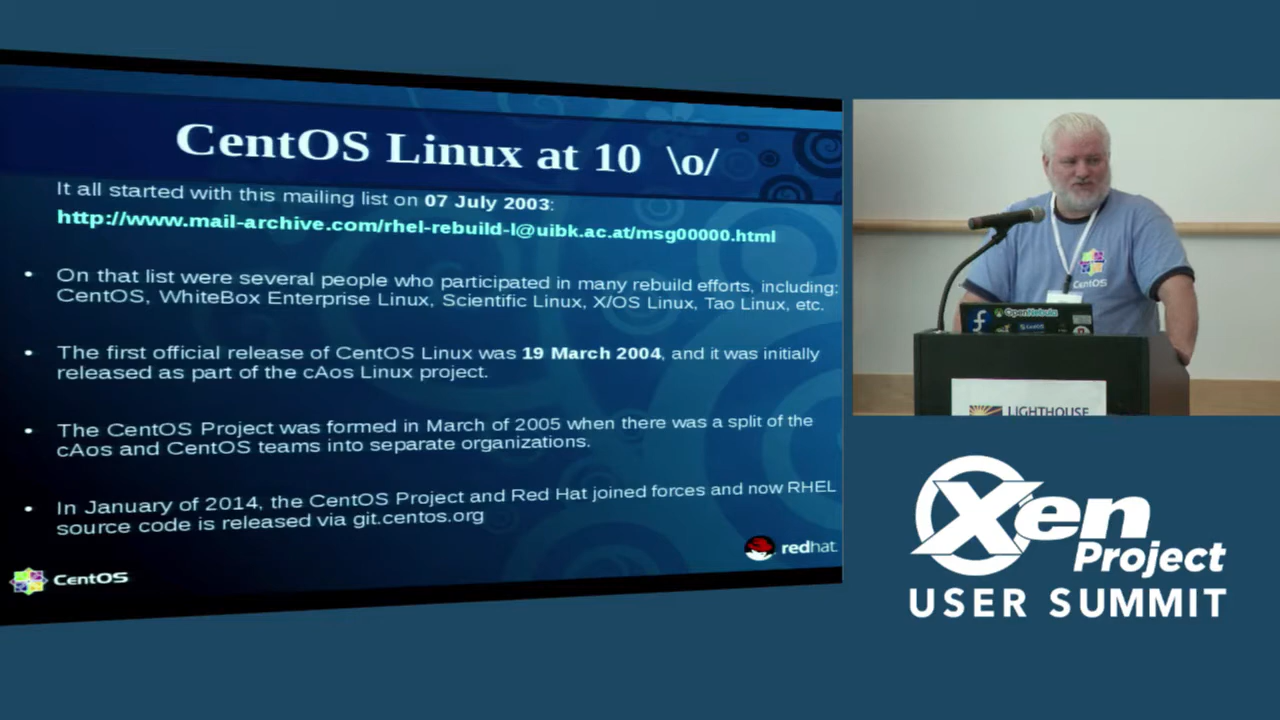 CentOS Linux at 10 \o/
It all started with this mailing list on 07 July 2003:
http://www.mail-archive.com/rhel-rebuild-l@uibk.ac.at/msg00000.html
• On that list were several people who participated in many rebuild efforts, including:
CentOS, WhiteBox Enterprise Linux, Scientific Linux, X/OS Linux, Tao Linux, etc.
• The first official release of CentOS Linux was 19 March 2004, and it was initially
released as part of the cAos Linux project.
• The CentOS Project was formed in March of 2005 when there was a split of the
cAos and CentOS teams into separate organizations.
• In January of 2014, the CentOS Project and Red Hat joined forces and now RHEL
source code is released via git.centos.org
redhat.
CentOS
CentOS
OpenNebula
CentOS
LIGHTHOUSE
Xen
Project
USER SUMMIT